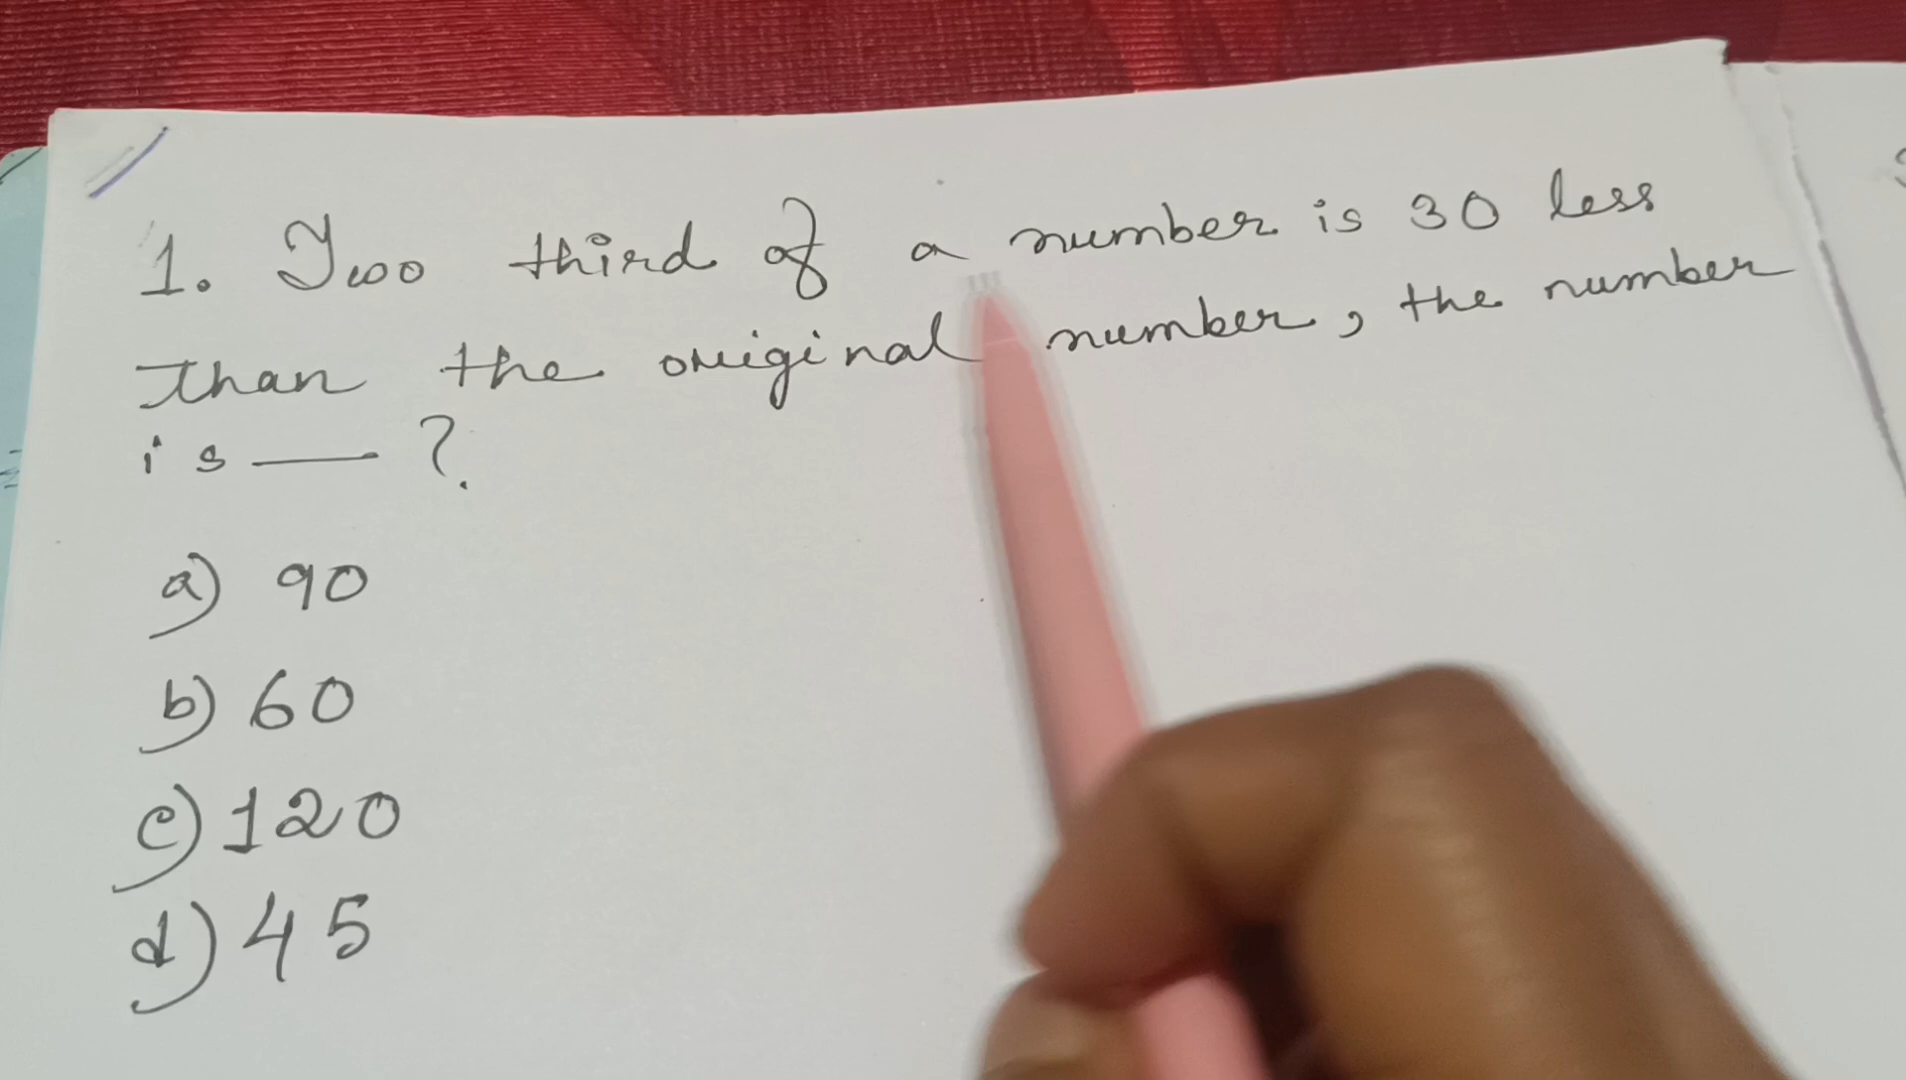 1. Two third of a number is 30 less
than the original number, the number
is — ?
a) 90
b) 60
c) 120
d) 45